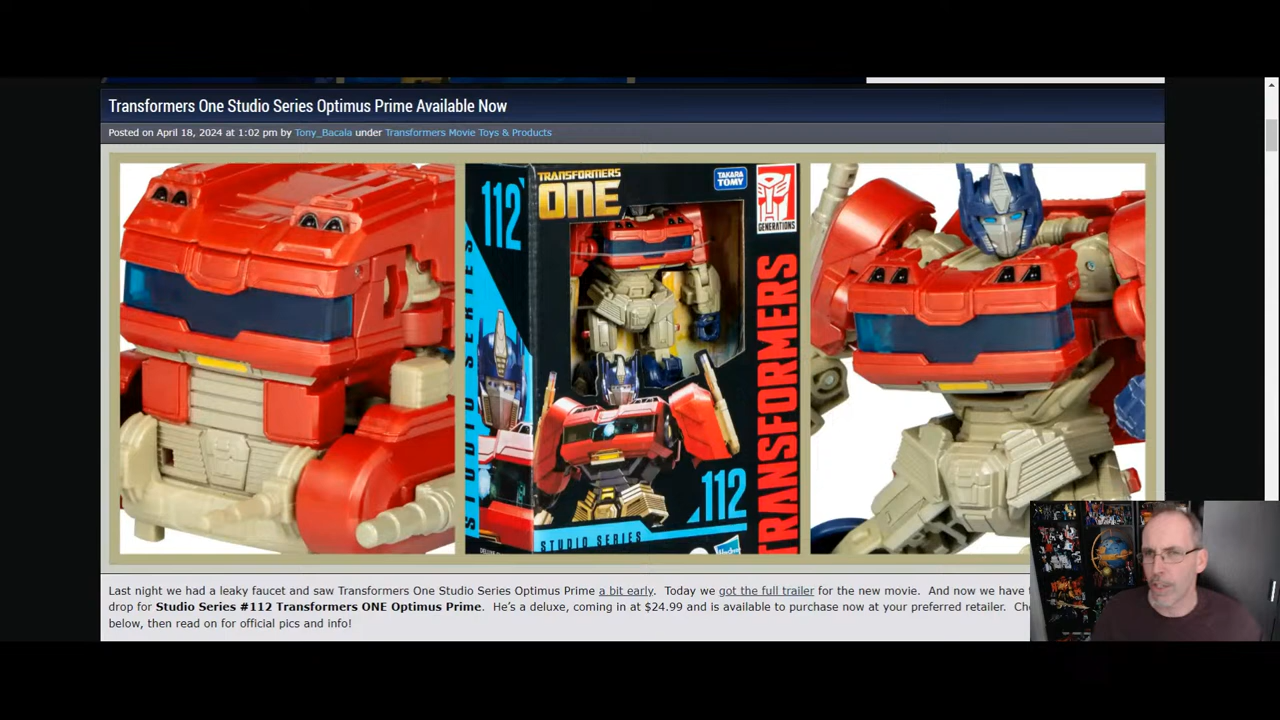 Transformers One Studio Series Optimus Prime Available Now
Posted on April 18, 2024 at 1:02 pm by Tony_Bacala under Transformers Movie Toys & Products
112
TRANSFORMERS
ONE
TAKARA
TOMY
GENERATIONS
TRANSFORMERS
STUDIO SERIES
112
STUDIO SERIES
Hasbro
Last night we had a leaky faucet and saw Transformers One Studio Series Optimus Prime a bit early. Today we got the full trailer for the new movie. And now we have
drop for Studio Series #112 Transformers ONE Optimus Prime. He's a deluxe, coming in at $24.99 and is available to purchase now at your preferred retailer.
below, then read on for official pics and info!